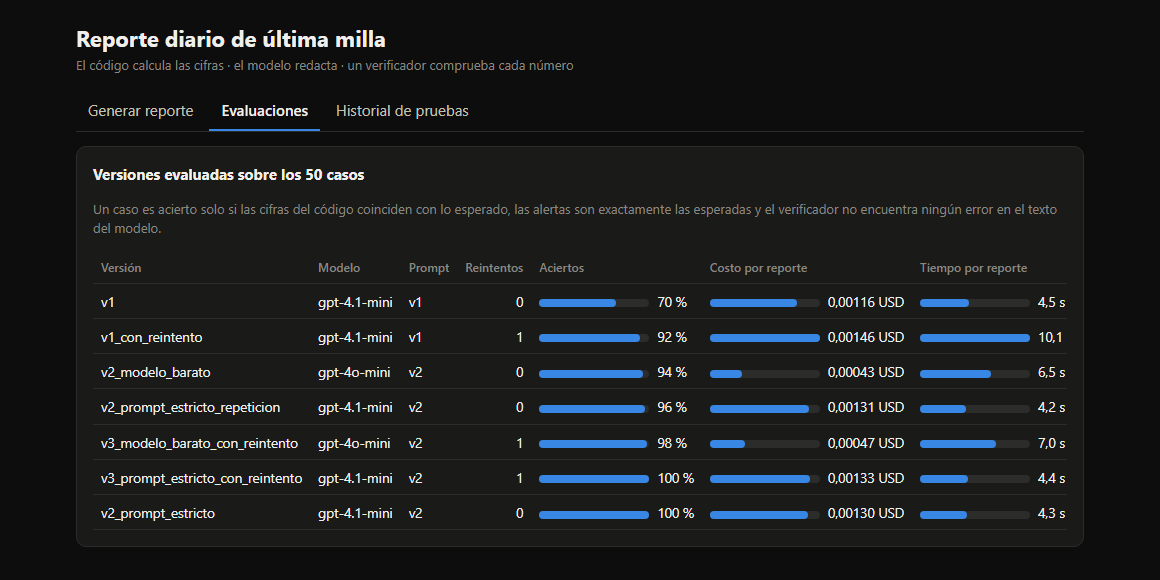 Reporte diario de última milla
El código calcula las cifras · el modelo redacta · un verificador comprueba cada número
Generar reporte Evaluaciones Historial de pruebas
Versiones evaluadas sobre los 50 casos
Un caso es acierto solo si las cifras del código coinciden con lo esperado, las alertas son exactamente las esperadas y el verificador no encuentra ningún error en el texto
del modelo.
Versión Modelo Prompt Reintentos Aciertos Costo por reporte Tiempo por reporte
v1 gpt-4.1-mini v1 0 70 % 0,00116 USD 4,5 s
v1_con_reintento gpt-4.1-mini v1 1 92 % 0,00146 USD 10,1
v2_modelo_barato gpt-4o-mini v2 0 94 % 0,00043 USD 6,5 s
v2_prompt_estricto_repeticion gpt-4.1-mini v2 0 96 % 0,00131 USD 4,2 s
v3_modelo_barato_con_reintento gpt-4o-mini v2 1 98 % 0,00047 USD 7,0 s
v3_prompt_estricto_con_reintento gpt-4.1-mini v2 1 100 % 0,00133 USD 4,4 s
v2_prompt_estricto gpt-4.1-mini v2 0 100 % 0,00130 USD 4,3 s